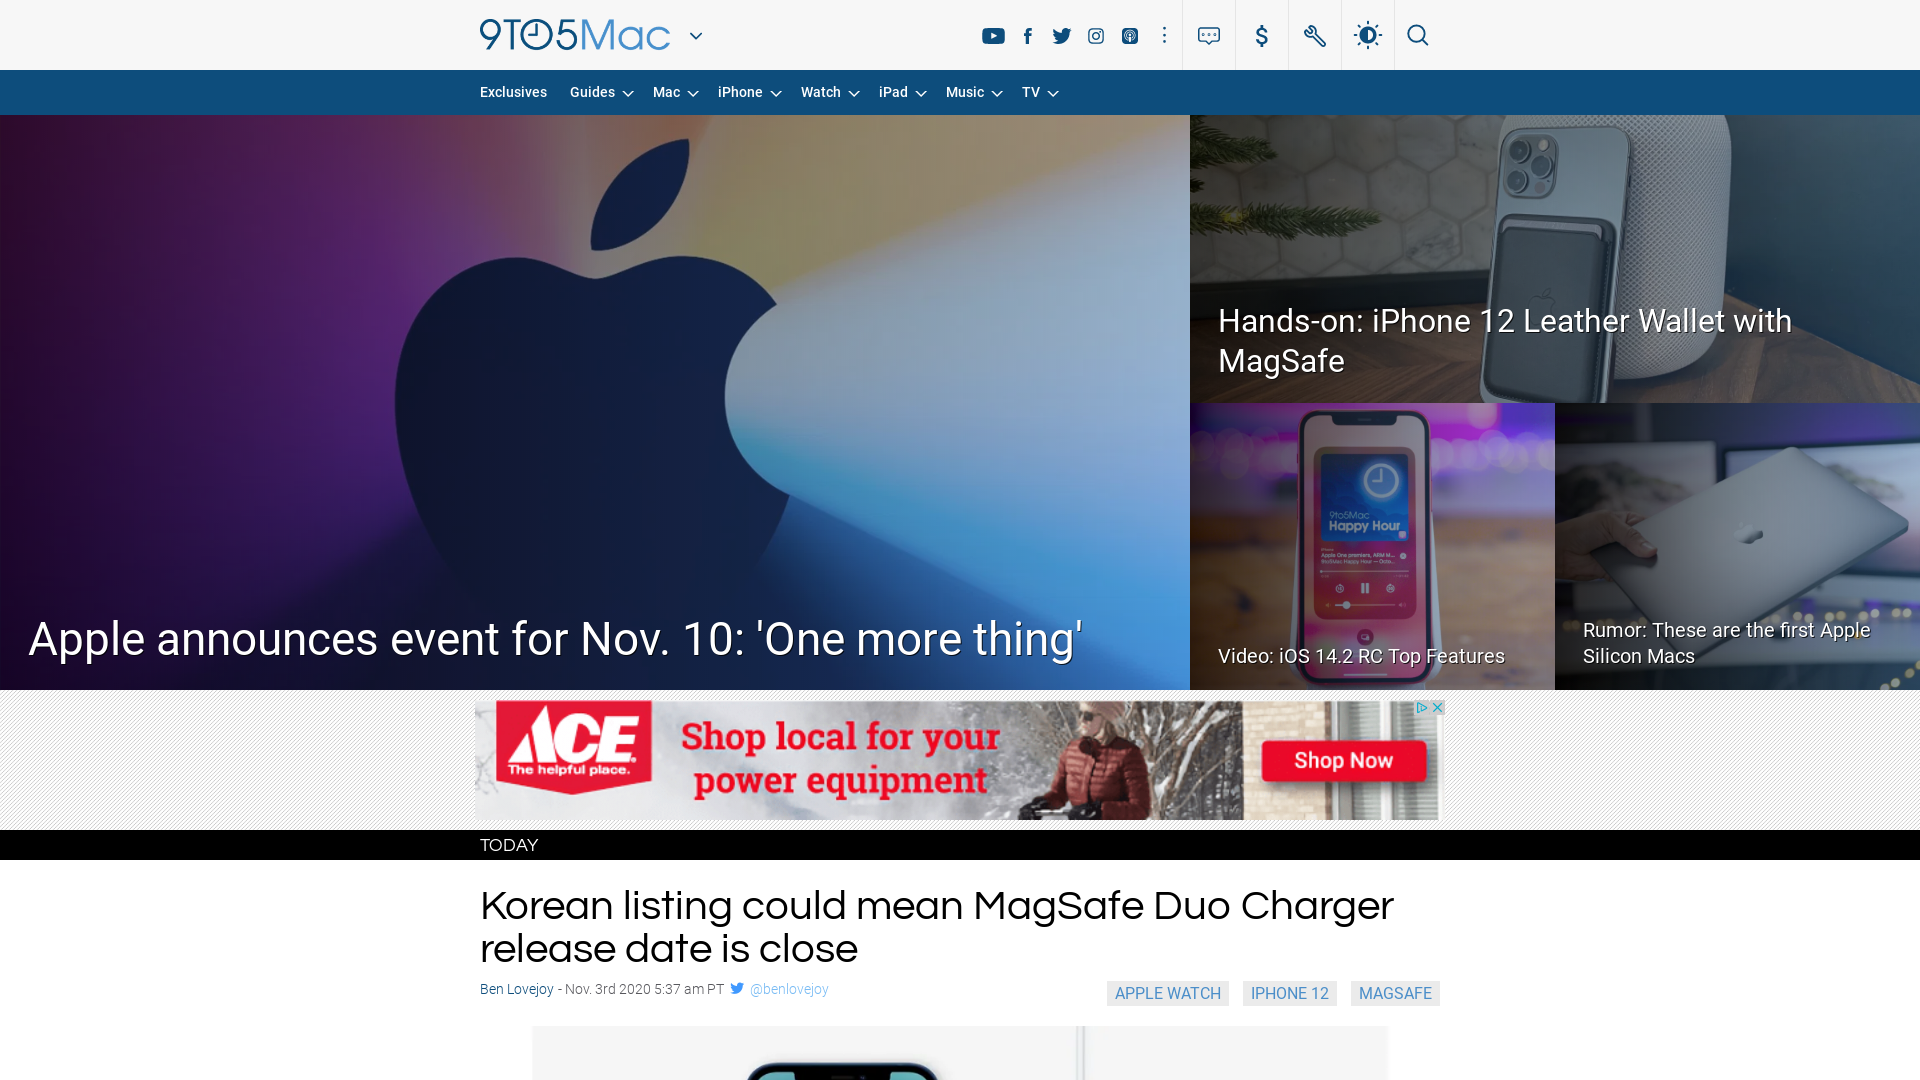 9TO5Mac
Exclusives Guides Mac iPhone Watch iPad Music TV
Apple announces event for Nov. 10: 'One more thing'
Hands-on: iPhone 12 Leather Wallet with
MagSafe
9to5Mac
Happy Hour
Video: iOS 14.2 RC Top Features
Rumor: These are the first Apple
Silicon Macs
ACE
The helpful place.
Shop local for your
power equipment
Shop Now
TODAY
Korean listing could mean MagSafe Duo Charger
release date is close
Ben Lovejoy - Nov. 3rd 2020 5:37 am PT @benlovejoy
APPLE WATCH IPHONE 12 MAGSAFE